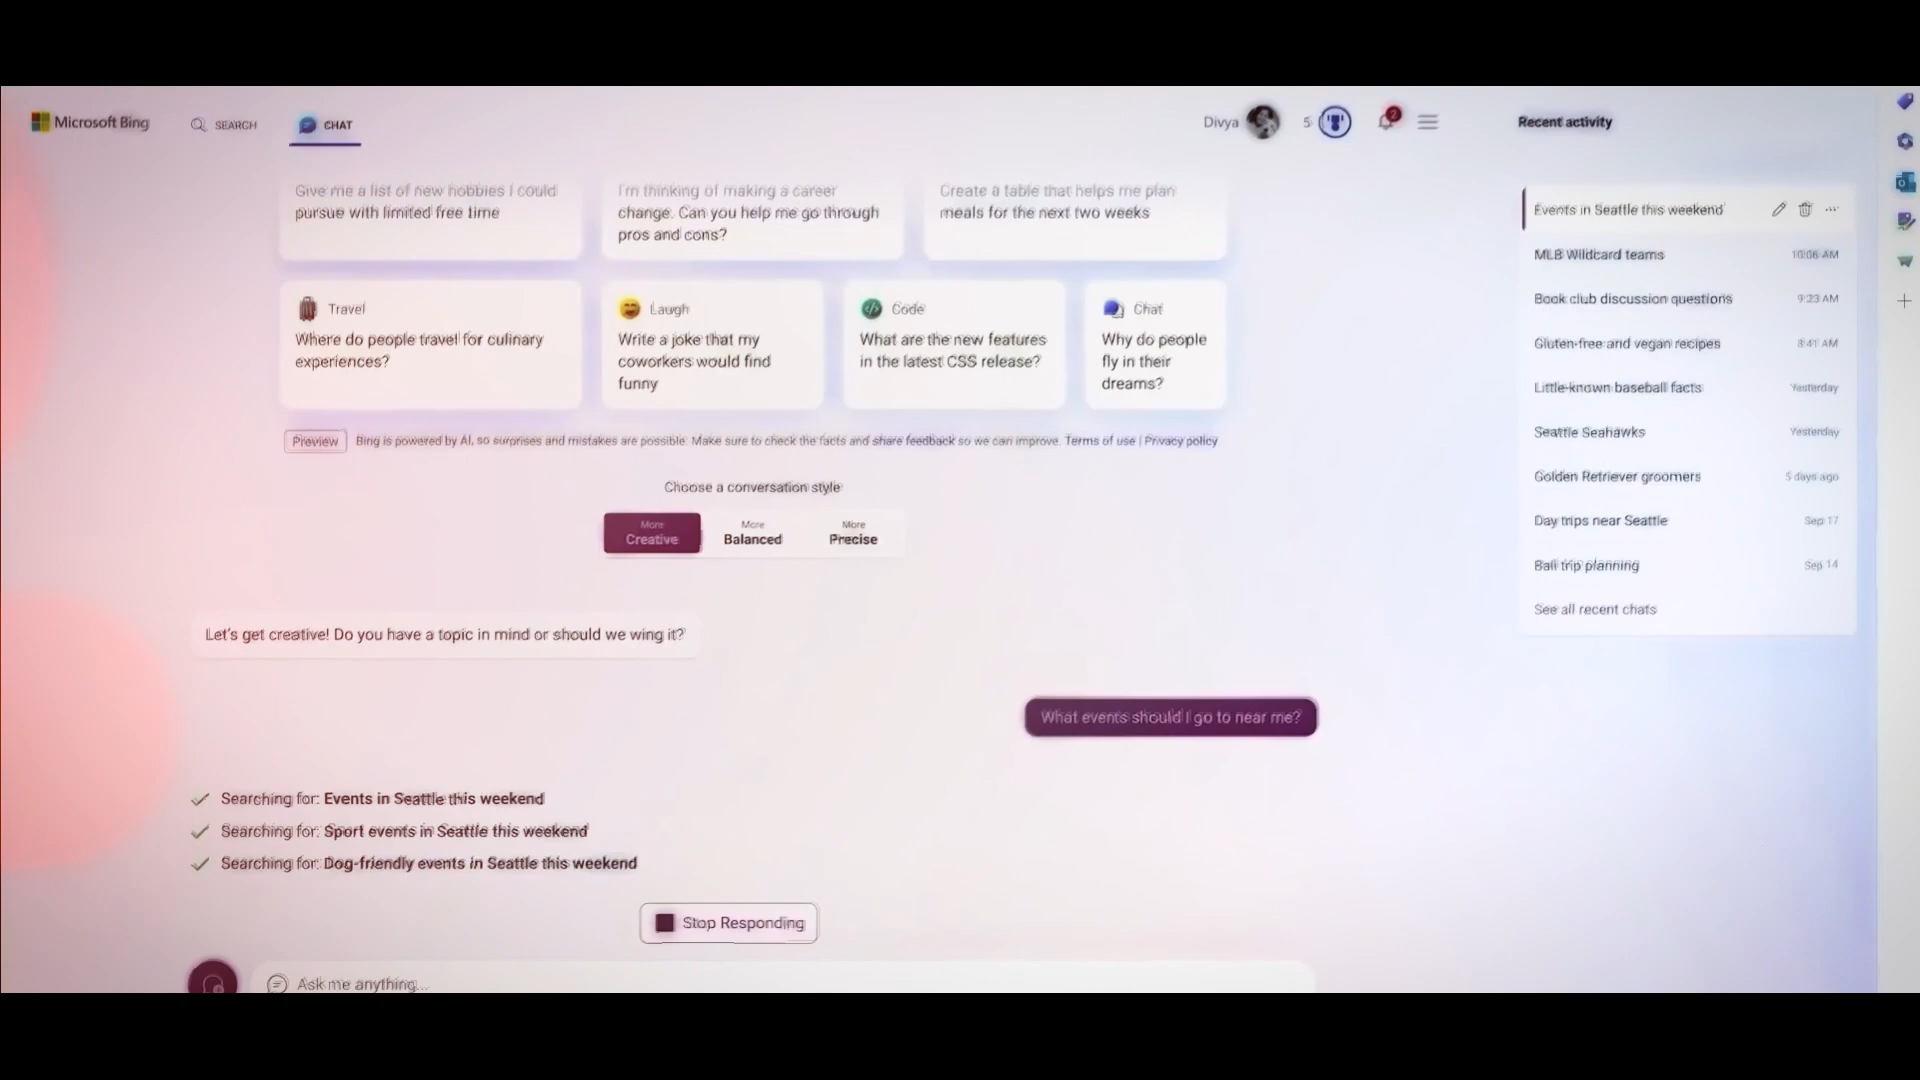 Microsoft Bing
SEARCH
CHAT
Divya
5
2
Recent activity
Give me a list of new hobbies I could
pursue with limited free time
I'm thinking of making a career
change. Can you help me go through
pros and cons?
Create a table that helps me plan
meals for the next two weeks
Travel
Where do people travel for culinary
experiences?
Laugh
Write a joke that my
coworkers would find
funny
Code
What are the new features
in the latest CSS release?
Chat
Why do people
fly in their
dreams?
Preview
Bing is powered by AI, so surprises and mistakes are possible. Make sure to check the facts and share feedback so we can improve. Terms of use | Privacy policy
Choose a conversation style
More
Creative
More
Balanced
More
Precise
Let's get creative! Do you have a topic in mind or should we wing it?
What events should I go to near me?
Searching for: Events in Seattle this weekend
Searching for: Sport events in Seattle this weekend
Searching for: Dog-friendly events in Seattle this weekend
Stop Responding
Ask me anything...
Events in Seattle this weekend
MLB Wildcard teams 10:06 AM
Book club discussion questions 9:23 AM
Gluten-free and vegan recipes 8:41 AM
Little-known baseball facts Yesterday
Seattle Seahawks Yesterday
Golden Retriever groomers 5 days ago
Day trips near Seattle Sep 17
Bali trip planning Sep 14
See all recent chats